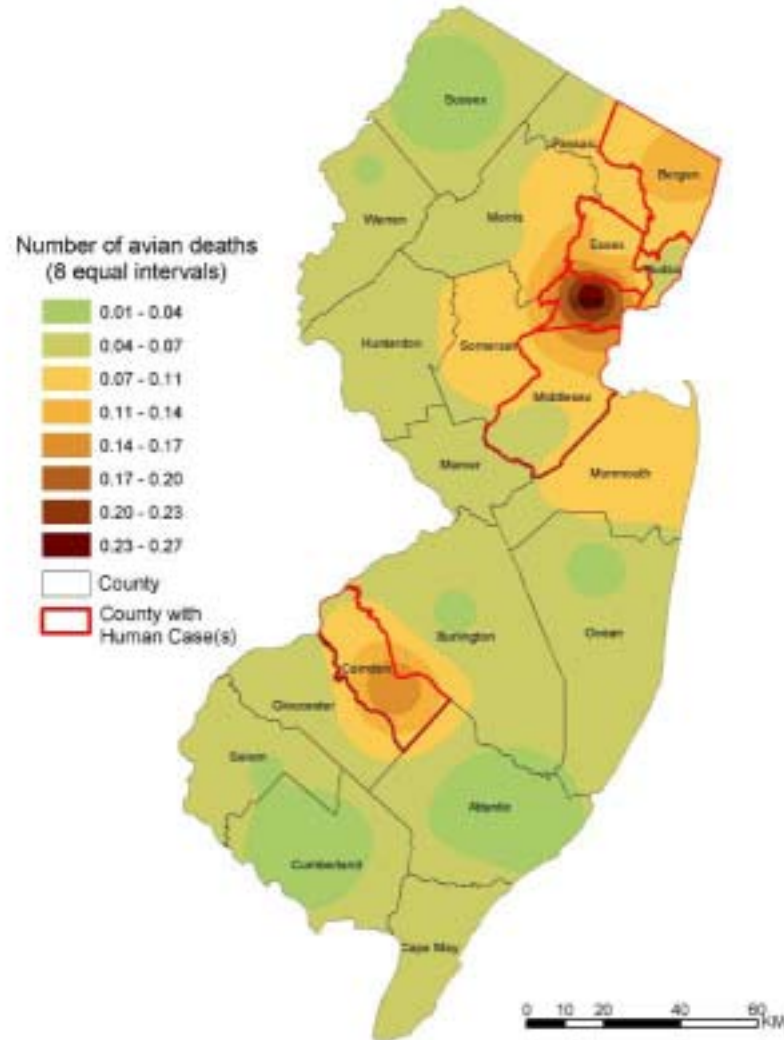 Sussex
Passaic
Bergen
Warren
Morris
Essex
Hudson
Number of avian deaths
(8 equal intervals)
0.01 - 0.04
0.04 - 0.07
0.07 - 0.11
0.11 - 0.14
0.14 - 0.17
0.17 - 0.20
0.20 - 0.23
0.23 - 0.27
County
County with
Human Case(s)
Hunterdon
Somerset
Middlesex
Mercer
Monmouth
Burlington
Ocean
Camden
Gloucester
Salem
Atlantic
Cumberland
Cape May
0 10 20 40 60
KM